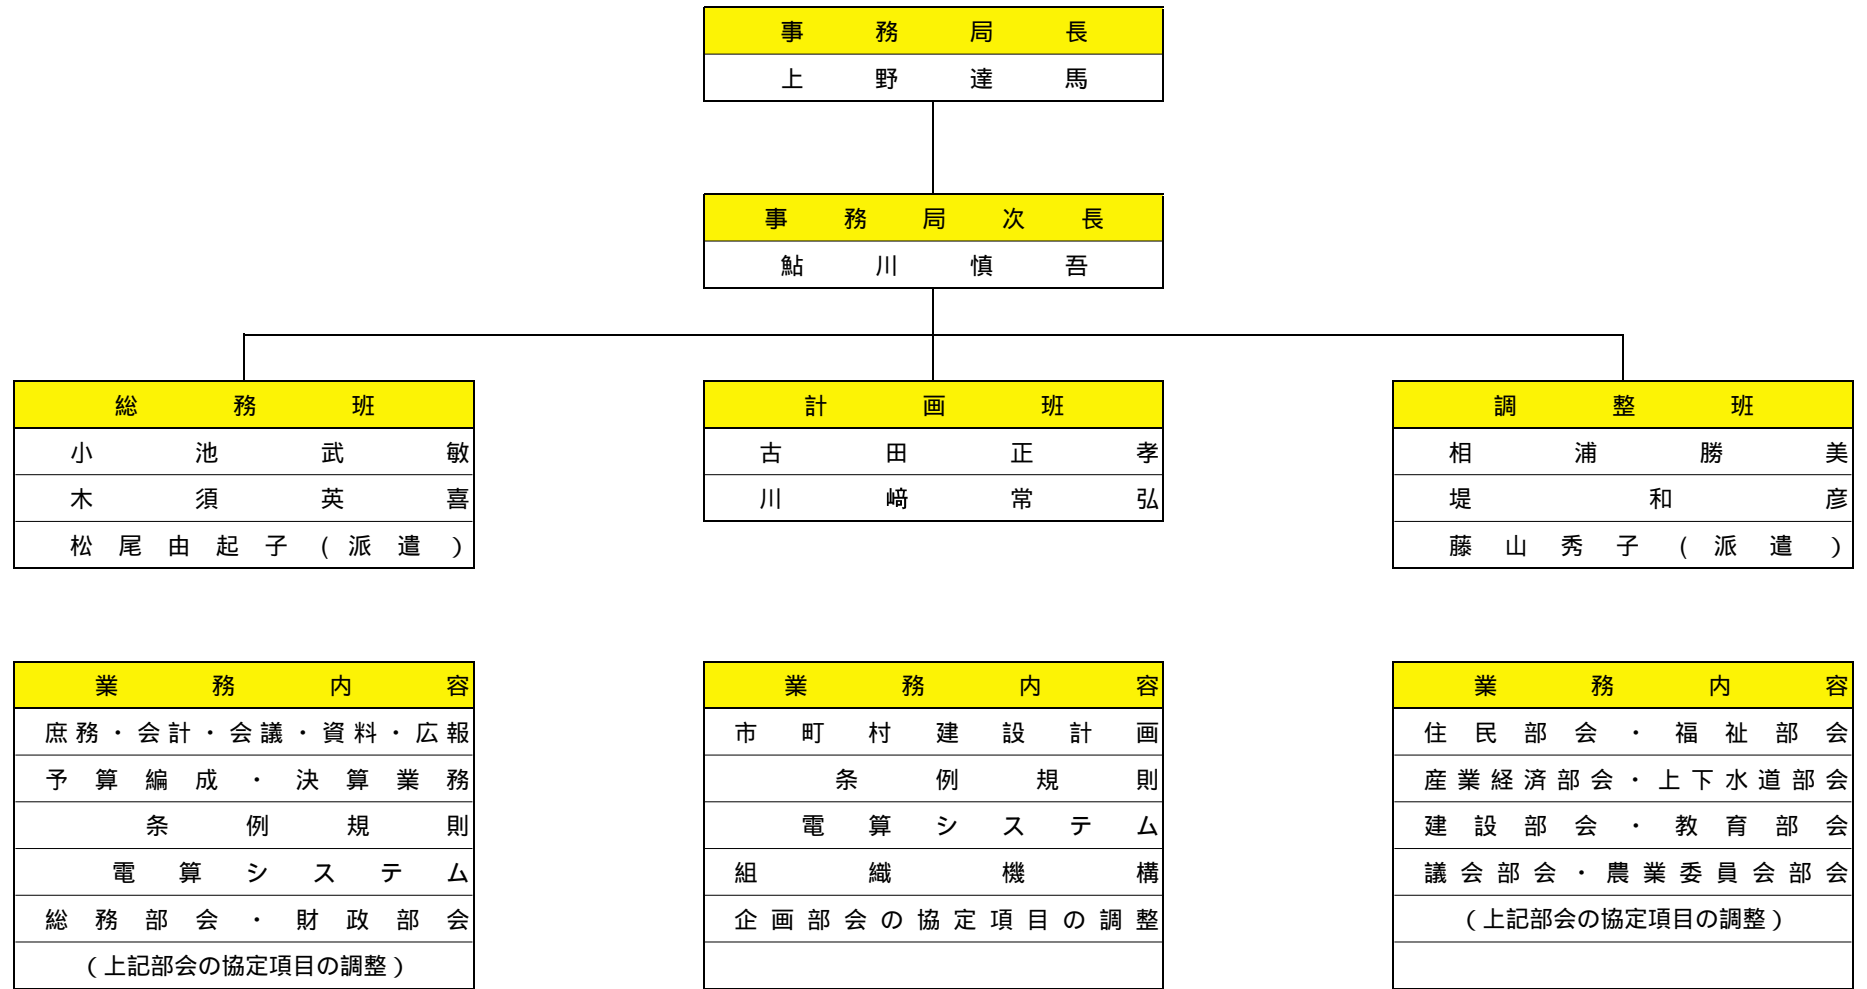 事務局長
上野達馬
事務局次長
鮎川慎吾
総務班
小池武敏
木須英喜
松尾由起子(派遣)
計画班
古田正孝
川﨑常弘
調整班
相浦勝美
堤和彦
藤山秀子(派遣)
業務内容
庶務・会計・会議・資料・広報
予算編成・決算業務
条例規則
電算システム
総務部会・財政部会
(上記部会の協定項目の調整)
業務内容
市町村建設計画
条例規則
電算システム
組織機構
企画部会の協定項目の調整
業務内容
住民部会・福祉部会
産業経済部会・上下水道部会
建設部会・教育部会
議会部会・農業委員会部会
(上記部会の協定項目の調整)